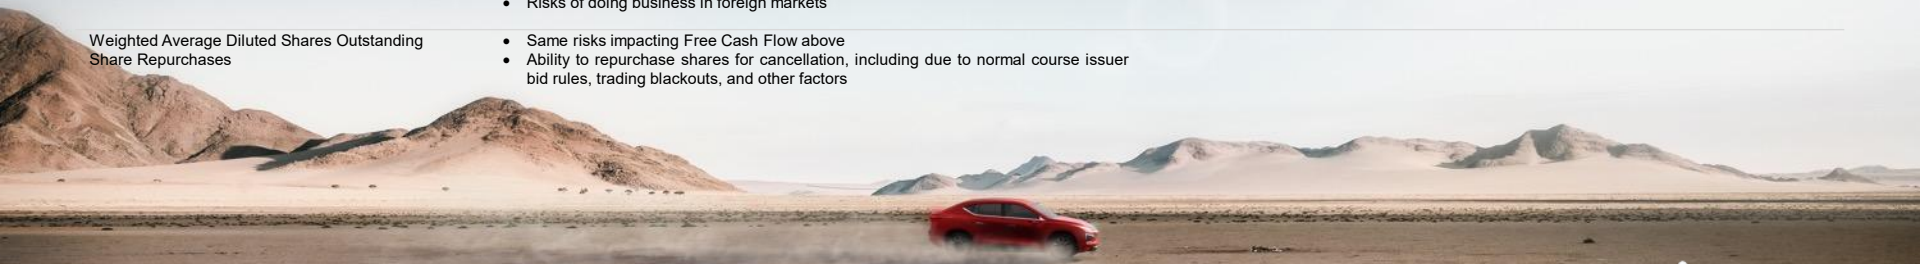 • Risks of doing business in foreign markets
Weighted Average Diluted Shares Outstanding
Share Repurchases
• Same risks impacting Free Cash Flow above
• Ability to repurchase shares for cancellation, including due to normal course issuer
bid rules, trading blackouts, and other factors